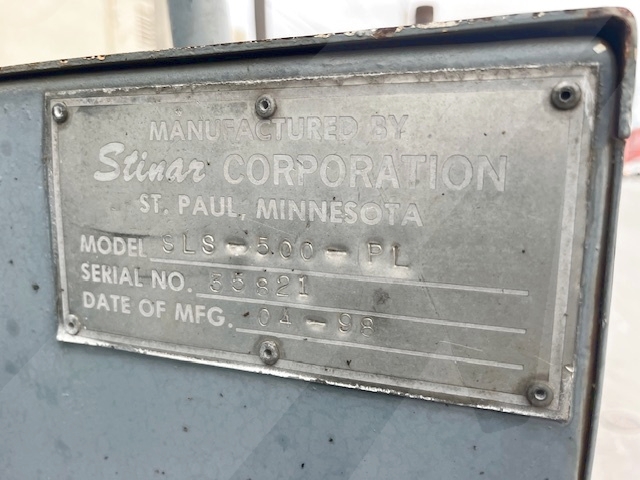 MANUFACTURED BY
Stinar CORPORATION
ST. PAUL, MINNESOTA
MODEL SLS-500-PL
SERIAL NO. 55821
DATE OF MFG. 04-98